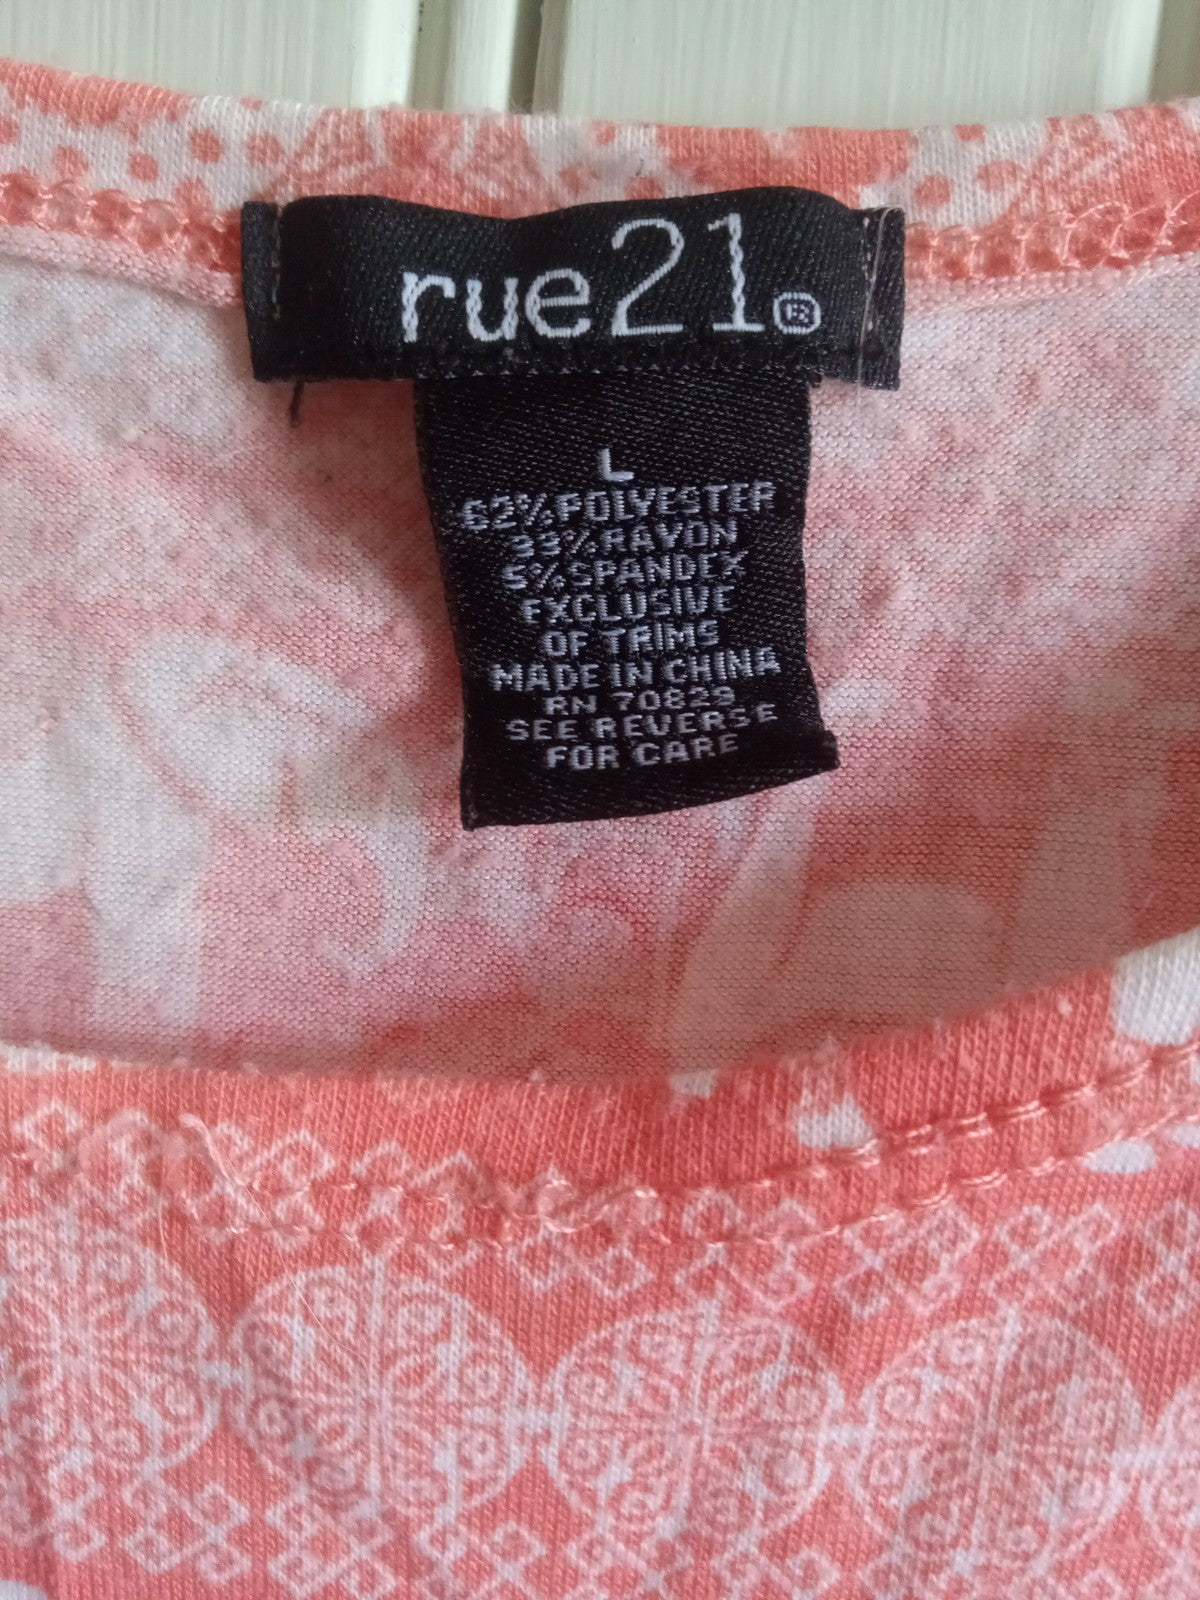 rue21®
L
62%POLYESTER
33%RAYON
5%SPANDEX
EXCLUSIVE
OF TRIMS
MADE IN CHINA
RN 70829
SEE REVERSE
FOR CARE